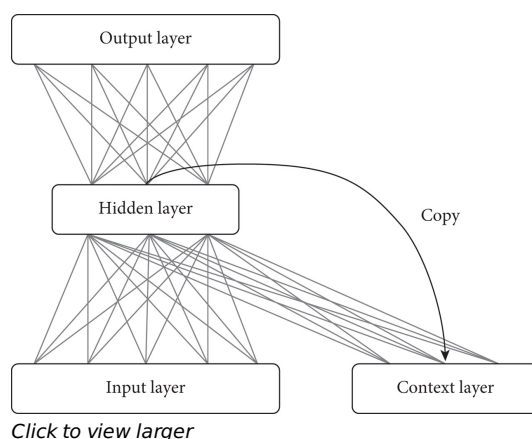 Output layer
Hidden layer
Copy
Input layer
Context layer
Click to view larger